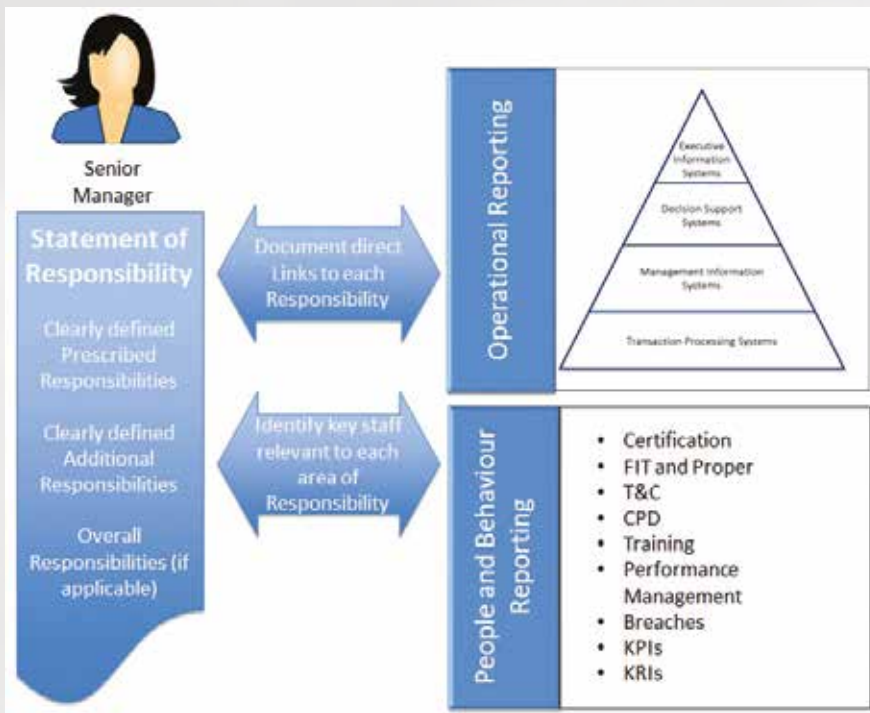 Senior
Manager
Statement of
Responsibility
Clearly defined
Prescribed
Responsibilities
Clearly defined
Additional
Responsibilities
Overall
Responsibilities (if
applicable)
Document direct
Links to each
Responsibility
Identify key staff
relevant to each
area of
Responsibility
Operational Reporting
Executive
Information
Systems
Decision Support
Systems
Management Information
Systems
Transaction Processing Systems
People and Behaviour
Reporting
• Certification
• FIT and Proper
• T&C
• CPD
• Training
• Performance
Management
• Breaches
• KPIs
• KRIs